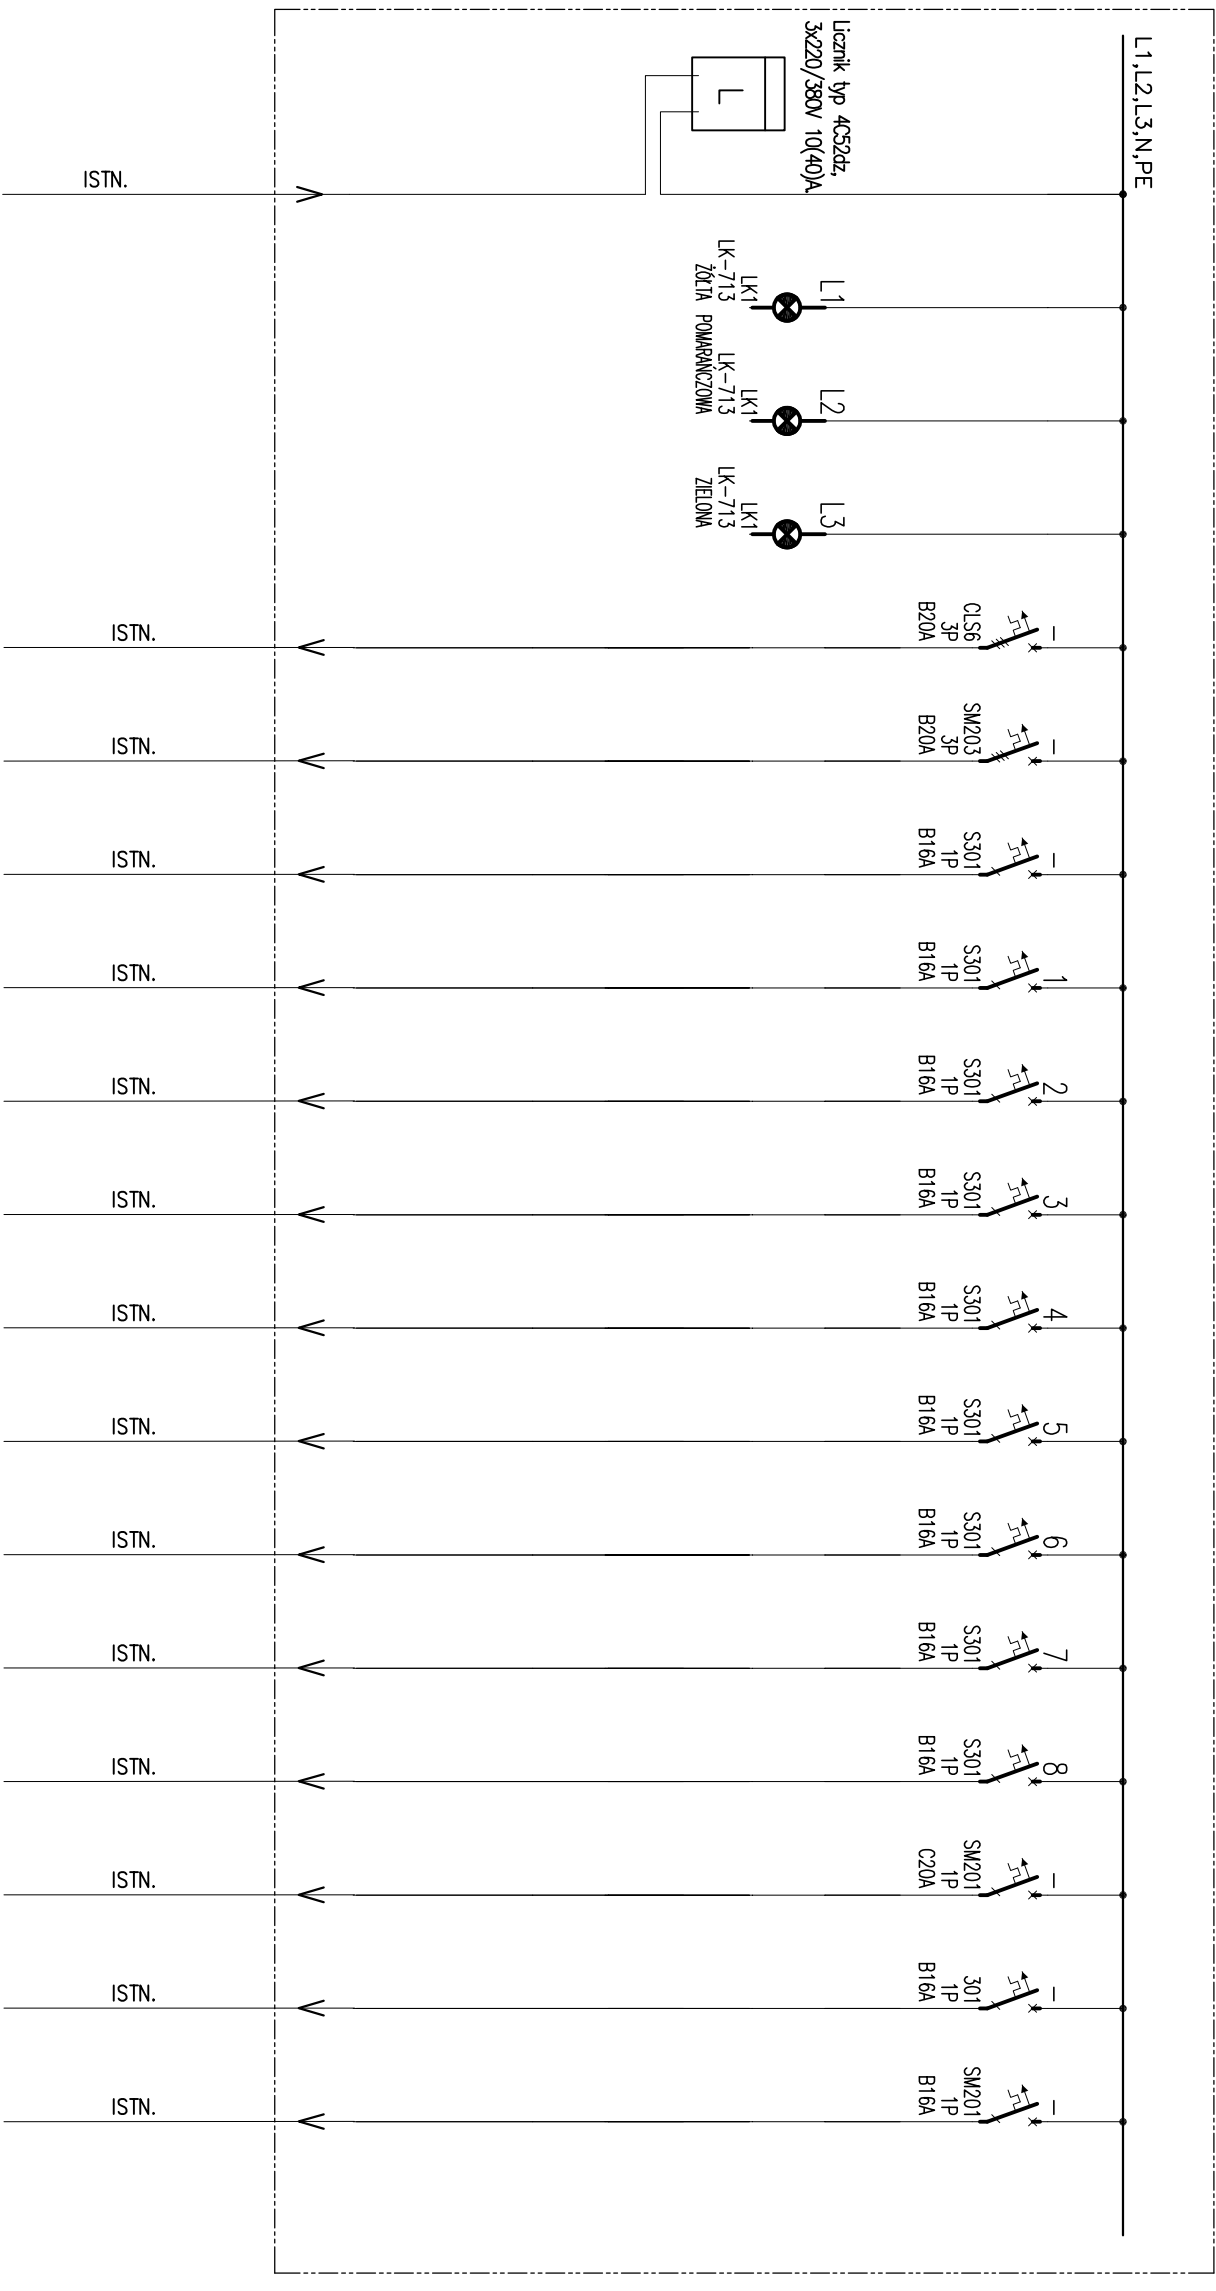 L1,L2,L3,N,PE
Licznik typ 4C52dz,
3x220/380V 10(40)A
L
ISTN.
L1
LK1
LK-713
ŻÓŁTA
L2
LK1
LK-713
POMARAŃCZOWA
L3
LK1
LK-713
ZIELONA
-
CLS6
3P
B20A
ISTN.
-
SM203
3P
B20A
ISTN.
-
S301
1P
B16A
ISTN.
1
S301
1P
B16A
ISTN.
2
S301
1P
B16A
ISTN.
3
S301
1P
B16A
ISTN.
4
S301
1P
B16A
ISTN.
5
S301
1P
B16A
ISTN.
6
S301
1P
B16A
ISTN.
7
S301
1P
B16A
ISTN.
8
S301
1P
B16A
ISTN.
-
SM201
1P
C20A
ISTN.
-
301
1P
B16A
ISTN.
-
SM201
1P
B16A
ISTN.